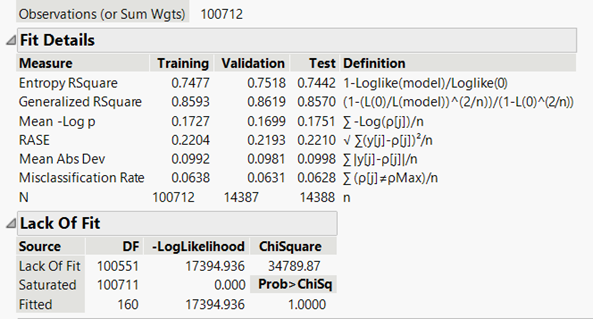 Observations (or Sum Wgts) 100712
Fit Details
Measure Training Validation Test Definition
Entropy RSquare 0.7477 0.7518 0.7442 1-Loglike(model)/Loglike(0)
Generalized RSquare 0.8593 0.8619 0.8570 (1-(L(0)/L(model))^(2/n))/(1-L(0)^(2/n))
Mean -Log p 0.1727 0.1699 0.1751 ∑ -Log(ρ[j])/n
RASE 0.2204 0.2193 0.2210 √ ∑(y[j]-ρ[j])²/n
Mean Abs Dev 0.0992 0.0981 0.0998 ∑ |y[j]-ρ[j]|/n
Misclassification Rate 0.0638 0.0631 0.0628 ∑ (ρ[j]≠ρMax)/n
N 100712 14387 14388 n
Lack Of Fit
Source DF -LogLikelihood ChiSquare
Lack Of Fit 100551 17394.936 34789.87
Saturated 100711 0.000 Prob>ChiSq
Fitted 160 17394.936 1.0000